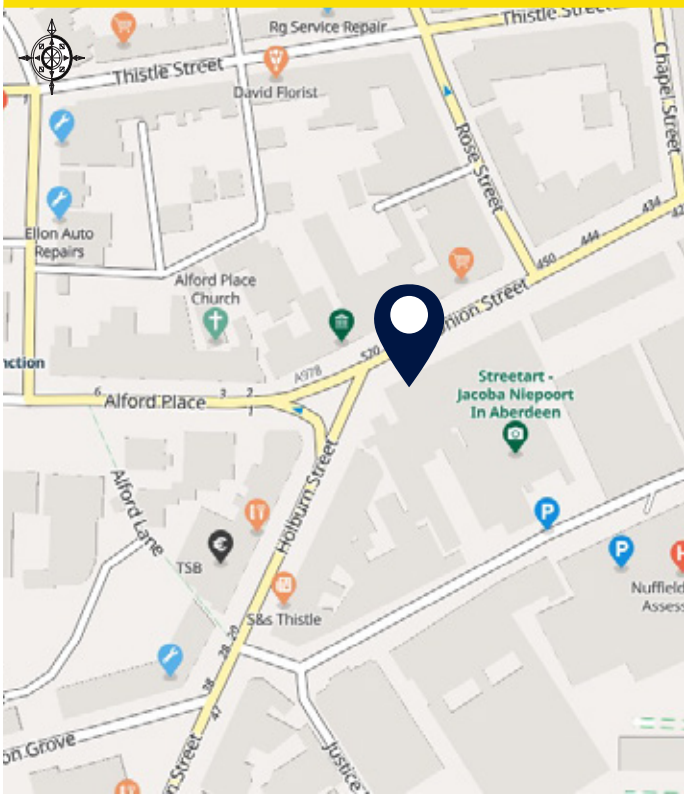 Rg Service Repair
Thistle Street
Thistle Street
David Florist
Chapel Street
Rose Street
Ellon Auto
Repairs
434
444
450
Alford Place
Church
Union Street
520
A978
nction
Streetart -
Jacoba Niepoort
In Aberdeen
6
Alford Place
3
2
1
Holburn Street
Alford Lane
P
P
H
TSB
€
Nuffield
Assess
S&s Thistle
28
20
38
47
on Grove
n Street
Justice